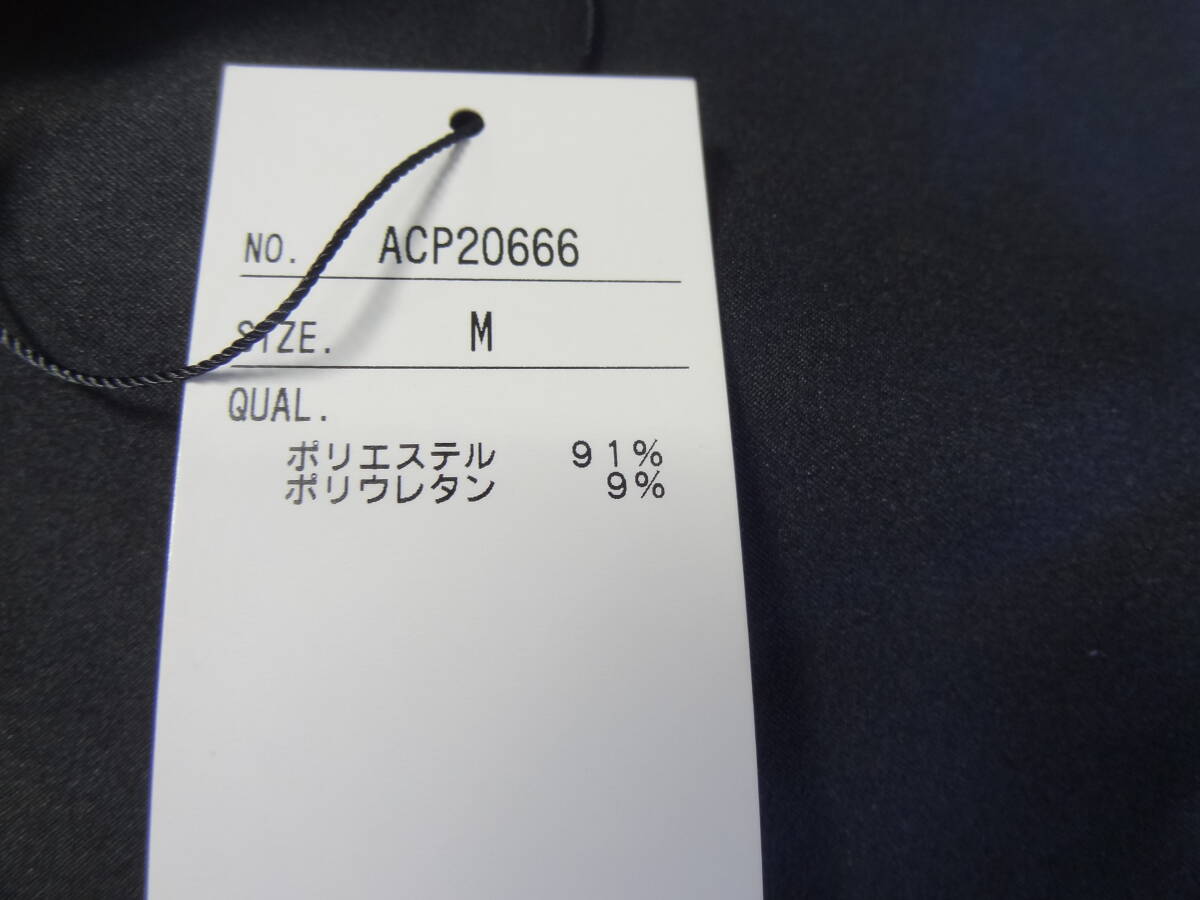 NO. ACP20666
SIZE. M
QUAL.
ポリエステル 91%
ポリウレタン 9%